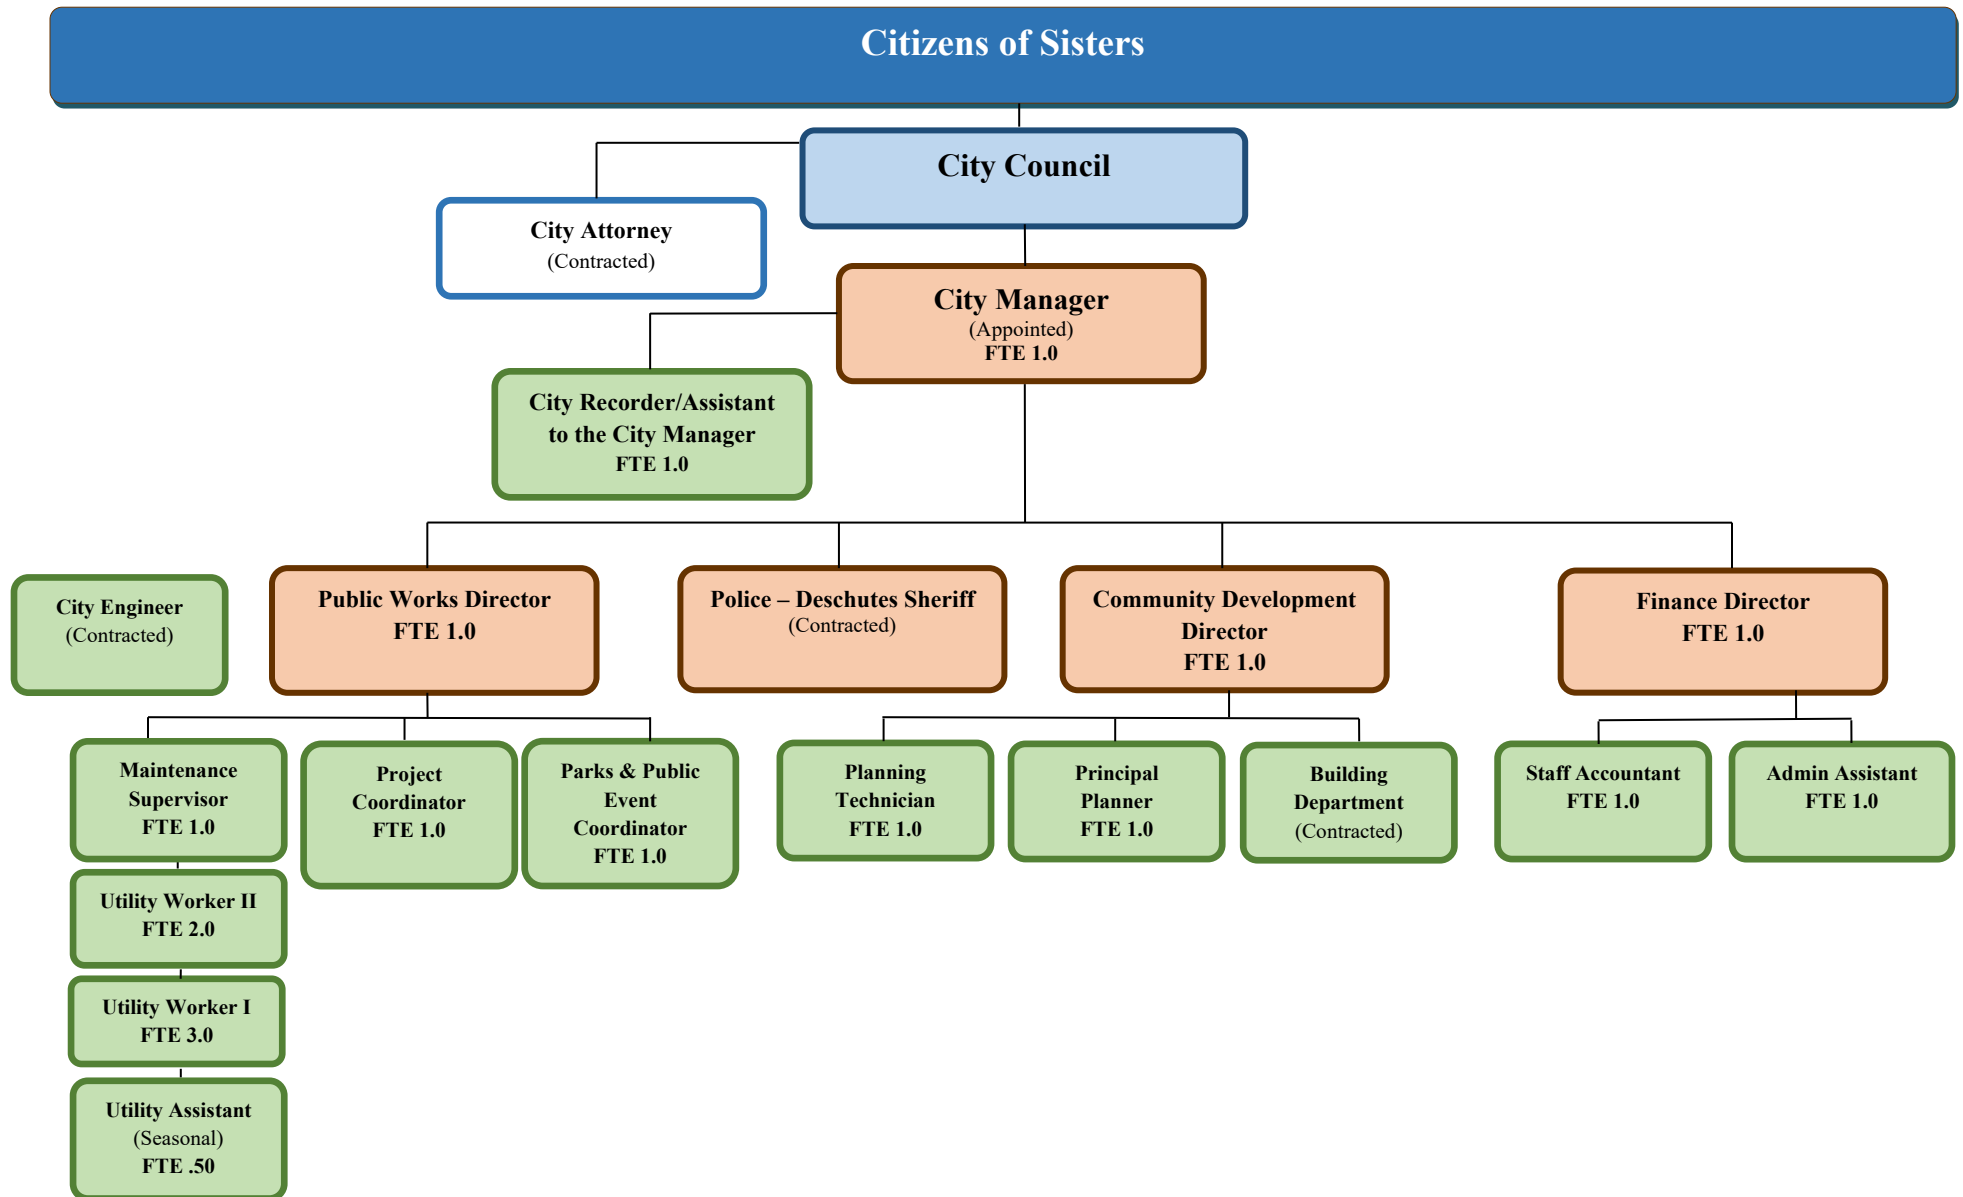 Citizens of Sisters
City Council
City Attorney
(Contracted)
City Manager
(Appointed)
FTE 1.0
City Recorder/Assistant
to the City Manager
FTE 1.0
City Engineer
(Contracted)
Public Works Director
FTE 1.0
Police – Deschutes Sheriff
(Contracted)
Community Development
Director
FTE 1.0
Finance Director
FTE 1.0
Maintenance
Supervisor
FTE 1.0
Project
Coordinator
FTE 1.0
Parks & Public
Event
Coordinator
FTE 1.0
Planning
Technician
FTE 1.0
Principal
Planner
FTE 1.0
Building
Department
(Contracted)
Staff Accountant
FTE 1.0
Admin Assistant
FTE 1.0
Utility Worker II
FTE 2.0
Utility Worker I
FTE 3.0
Utility Assistant
(Seasonal)
FTE .50